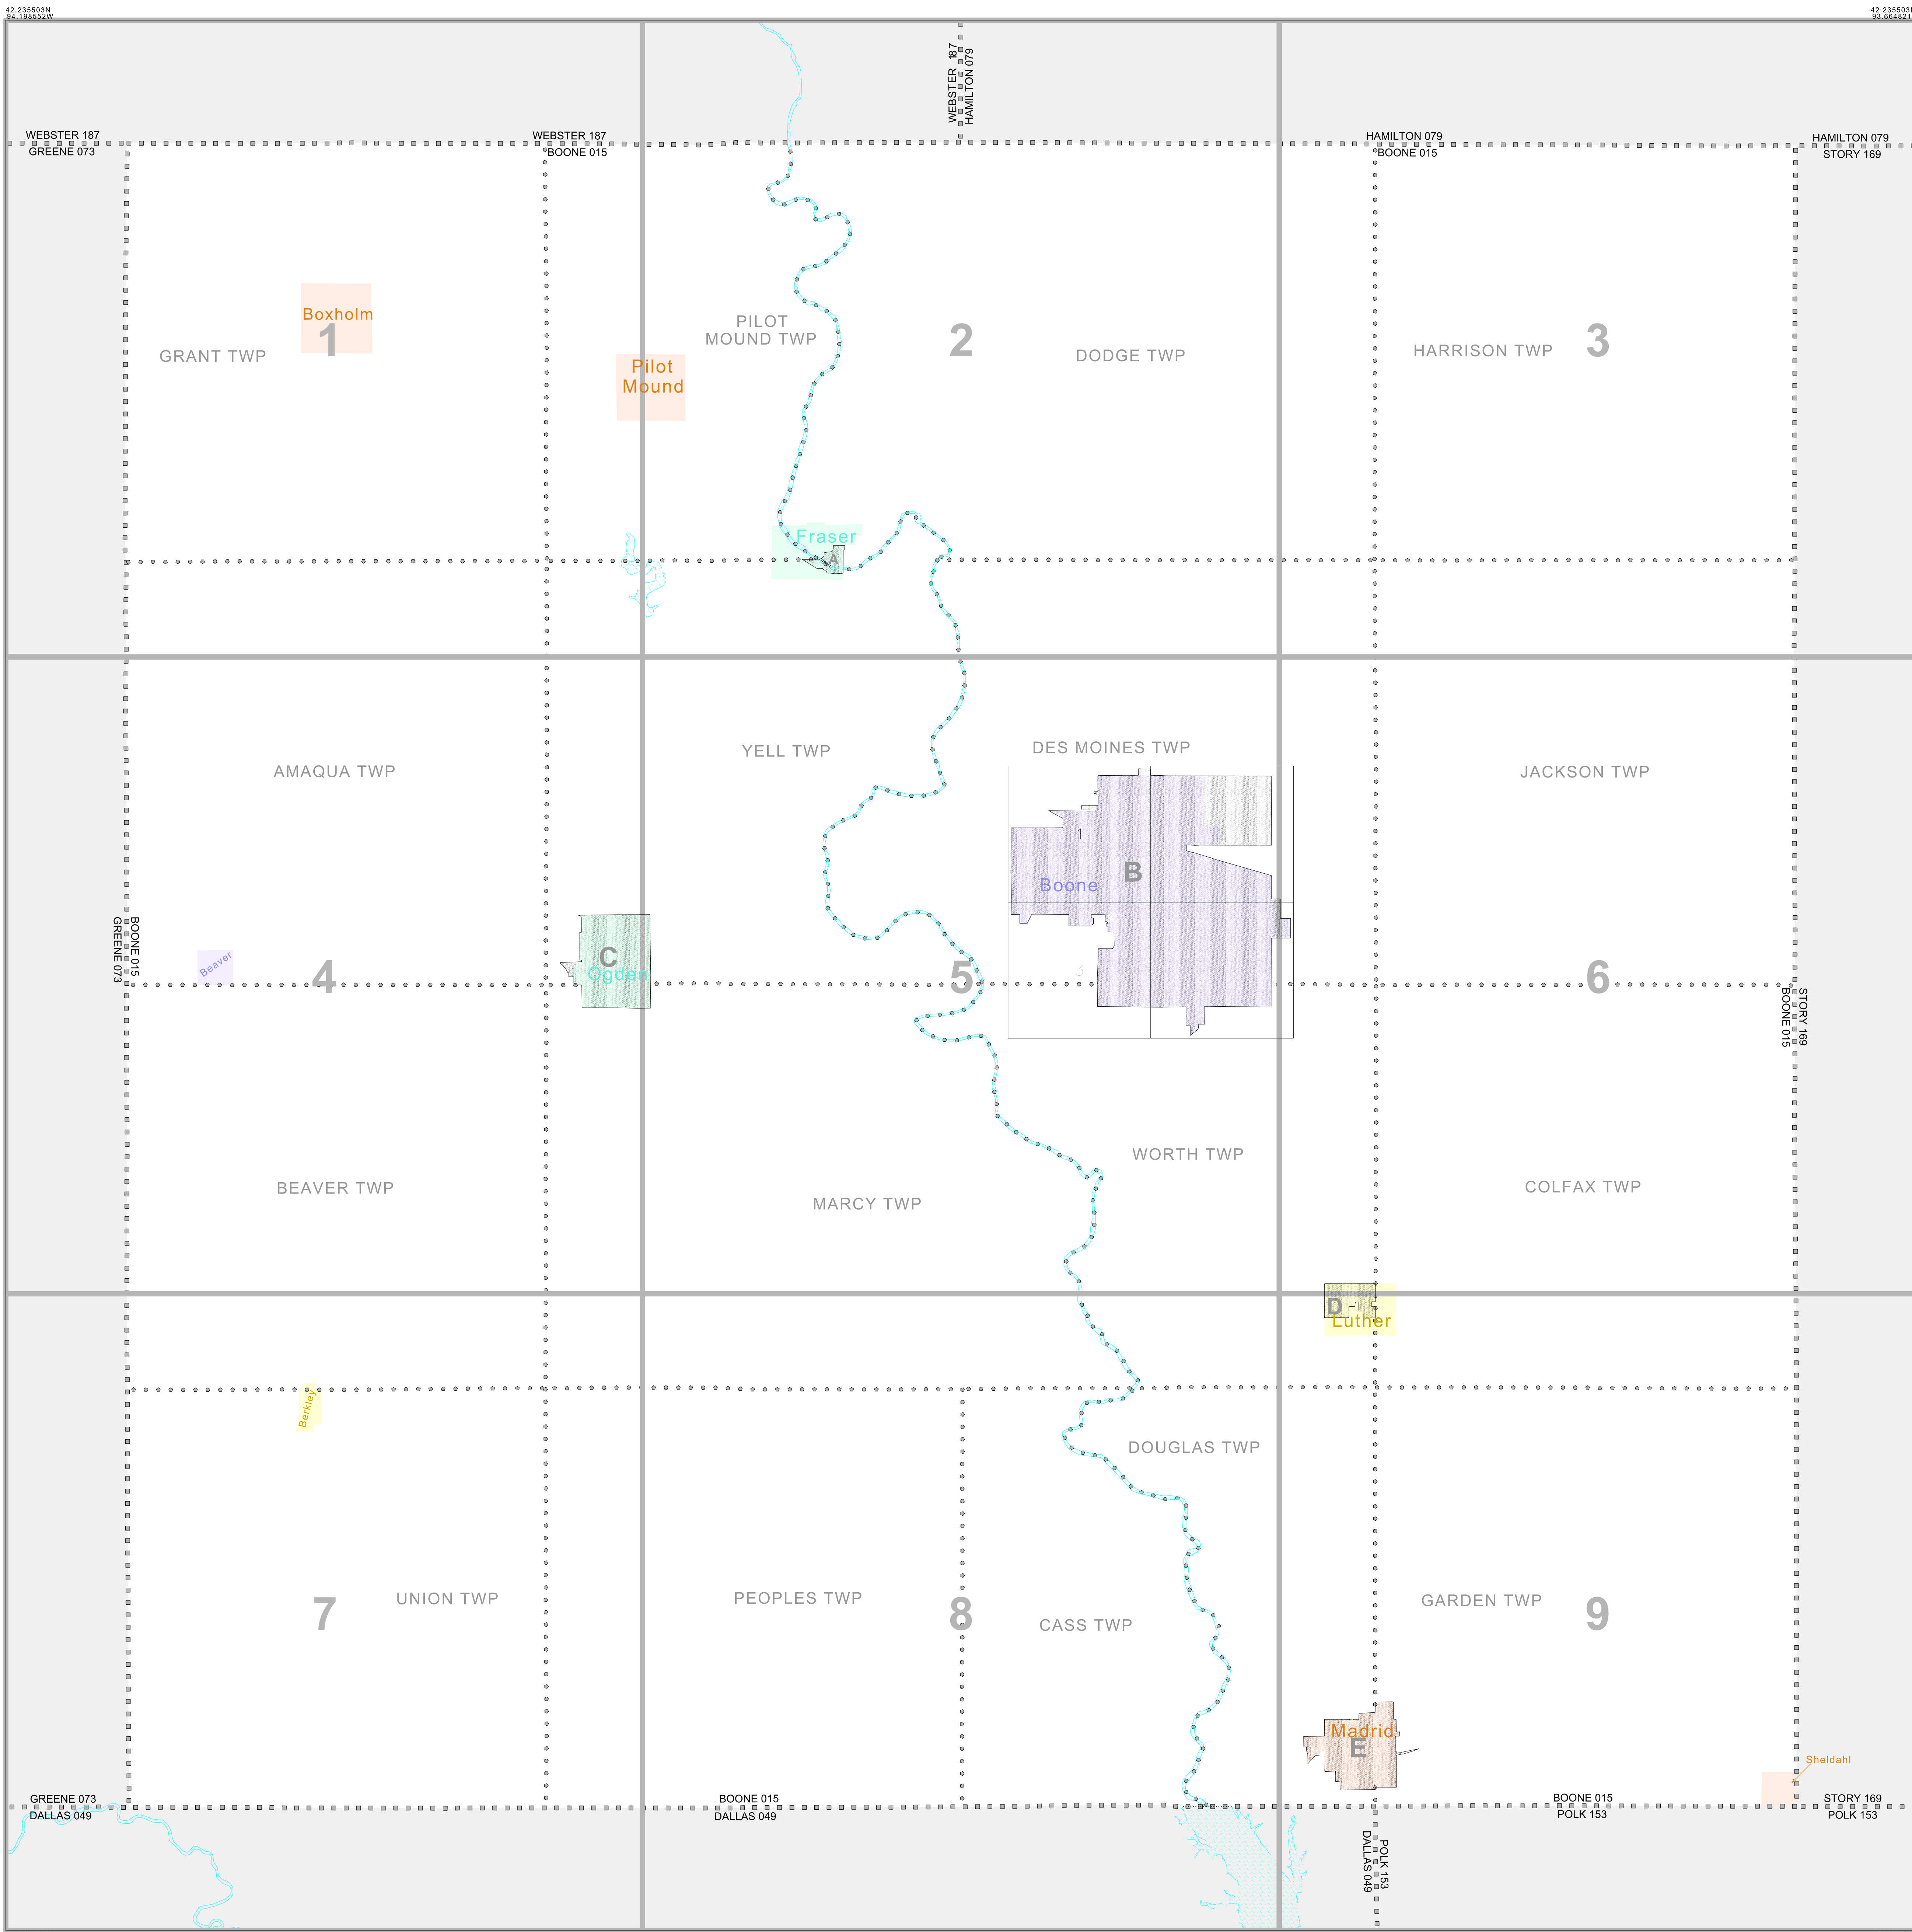 42.235503N
94.198552W
42.235503N
93.664821
WEBSTER 187
HAMILTON 079
WEBSTER 187
GREENE 073
WEBSTER 187
BOONE 015
HAMILTON 079
BOONE 015
HAMILTON 079
STORY 169
Boxholm
1
GRANT TWP
PILOT
MOUND TWP
2
DODGE TWP
HARRISON TWP
3
Pilot
Mound
Fraser
A
AMAQUA TWP
YELL TWP
DES MOINES TWP
JACKSON TWP
1
2
B
Boone
BOONE 015
GREENE 073
Beaver
4
C
Ogden
5
3
4
6
STORY 169
BOONE 015
BEAVER TWP
MARCY TWP
WORTH TWP
COLFAX TWP
D
Luther
Berkley
DOUGLAS TWP
7
UNION TWP
PEOPLES TWP
8
CASS TWP
GARDEN TWP
9
Madrid
E
Sheldahl
GREENE 073
DALLAS 049
BOONE 015
DALLAS 049
BOONE 015
POLK 153
STORY 169
POLK 153
POLK 153
DALLAS 049